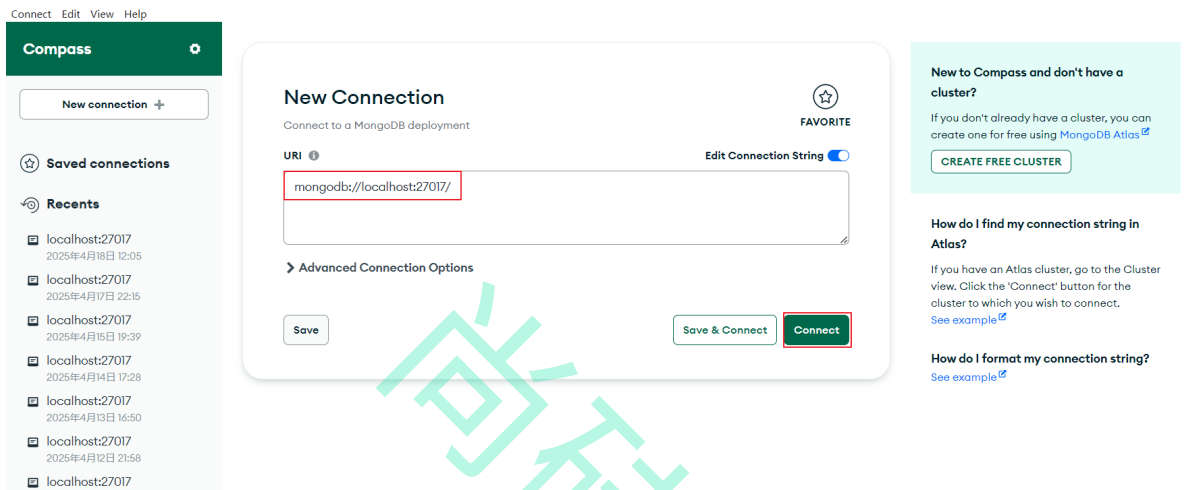 Connect Edit View Help
Compass
New connection +
Saved connections
Recents
localhost:27017
2025年4月18日 12:05
localhost:27017
2025年4月17日 22:15
localhost:27017
2025年4月15日 19:39
localhost:27017
2025年4月14日 17:28
localhost:27017
2025年4月13日 16:50
localhost:27017
2025年4月12日 21:58
localhost:27017
New Connection
Connect to a MongoDB deployment
FAVORITE
URI
Edit Connection String
mongodb://localhost:27017/
Advanced Connection Options
Save
Save & Connect
Connect
New to Compass and don't have a
cluster?
If you don't already have a cluster, you can
create one for free using MongoDB Atlas
CREATE FREE CLUSTER
How do I find my connection string in
Atlas?
If you have an Atlas cluster, go to the Cluster
view. Click the 'Connect' button for the
cluster to which you wish to connect.
See example
How do I format my connection string?
See example
尚